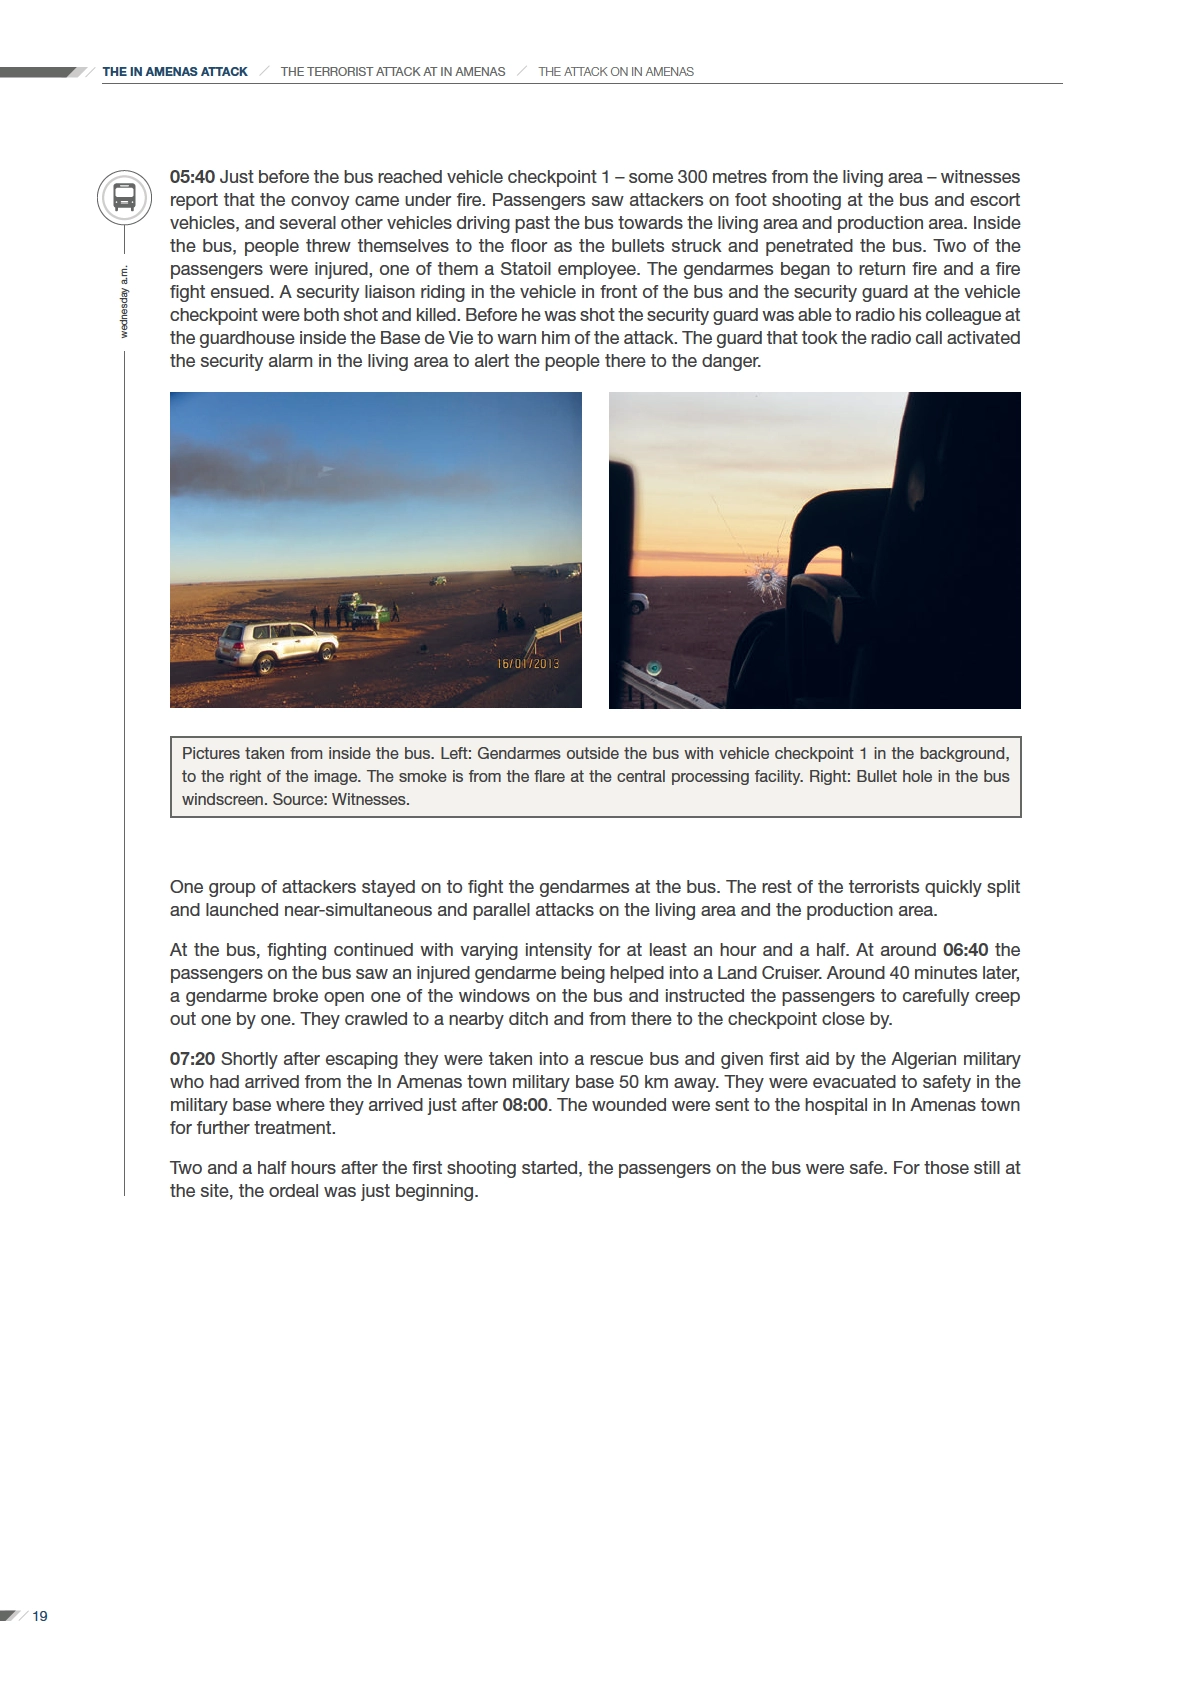 THE IN AMENAS ATTACK / THE TERRORIST ATTACK AT IN AMENAS / THE ATTACK ON IN AMENAS
wednesday a.m.
05:40 Just before the bus reached vehicle checkpoint 1 – some 300 metres from the living area – witnesses
report that the convoy came under fire. Passengers saw attackers on foot shooting at the bus and escort
vehicles, and several other vehicles driving past the bus towards the living area and production area. Inside
the bus, people threw themselves to the floor as the bullets struck and penetrated the bus. Two of the
passengers were injured, one of them a Statoil employee. The gendarmes began to return fire and a fire
fight ensued. A security liaison riding in the vehicle in front of the bus and the security guard at the vehicle
checkpoint were both shot and killed. Before he was shot the security guard was able to radio his colleague at
the guardhouse inside the Base de Vie to warn him of the attack. The guard that took the radio call activated
the security alarm in the living area to alert the people there to the danger.
16/01/2013
Pictures taken from inside the bus. Left: Gendarmes outside the bus with vehicle checkpoint 1 in the background,
to the right of the image. The smoke is from the flare at the central processing facility. Right: Bullet hole in the bus
windscreen. Source: Witnesses.
One group of attackers stayed on to fight the gendarmes at the bus. The rest of the terrorists quickly split
and launched near-simultaneous and parallel attacks on the living area and the production area.
At the bus, fighting continued with varying intensity for at least an hour and a half. At around 06:40 the
passengers on the bus saw an injured gendarme being helped into a Land Cruiser. Around 40 minutes later,
a gendarme broke open one of the windows on the bus and instructed the passengers to carefully creep
out one by one. They crawled to a nearby ditch and from there to the checkpoint close by.
07:20 Shortly after escaping they were taken into a rescue bus and given first aid by the Algerian military
who had arrived from the In Amenas town military base 50 km away. They were evacuated to safety in the
military base where they arrived just after 08:00. The wounded were sent to the hospital in In Amenas town
for further treatment.
Two and a half hours after the first shooting started, the passengers on the bus were safe. For those still at
the site, the ordeal was just beginning.
19